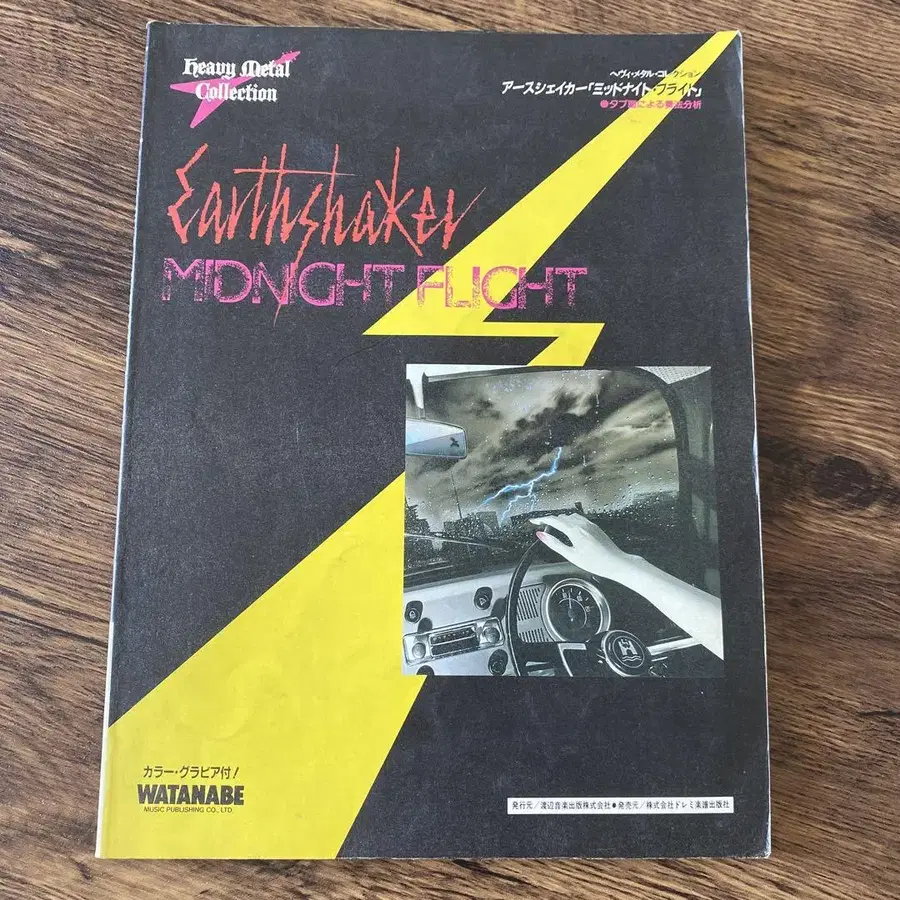 Heavy Metal
Collection
ヘヴィ・メタル・コレクション
アースシェイカー「ミッドナイト・フライト」
●タブ譜による奏法分析
Earthshaker
MIDNIGHT FLIGHT
カラー・グラビア付!
WATANABE
MUSIC PUBLISHING CO., LTD.
発行元/渡辺音楽出版株式会社●発売元/株式会社ドレミ楽譜出版社